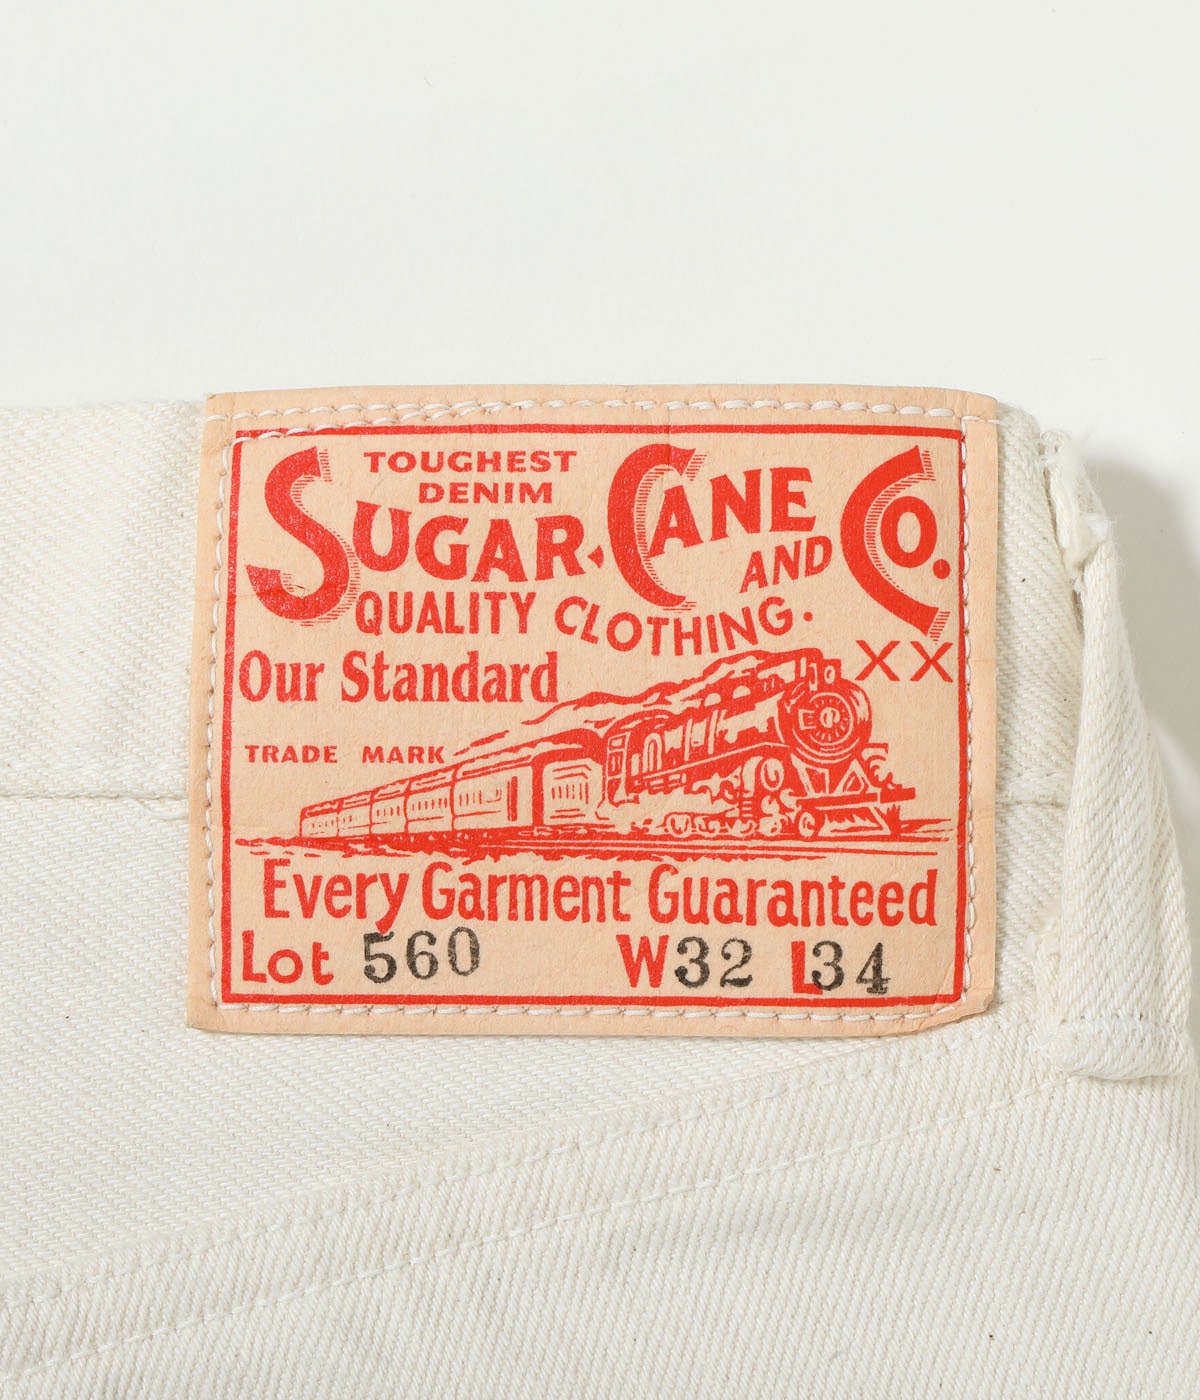 TOUGHEST
DENIM
SUGAR CANE CO.
AND
QUALITY CLOTHING.
XX
Our Standard
TRADE MARK
Every Garment Guaranteed
Lot 560 W32 L34